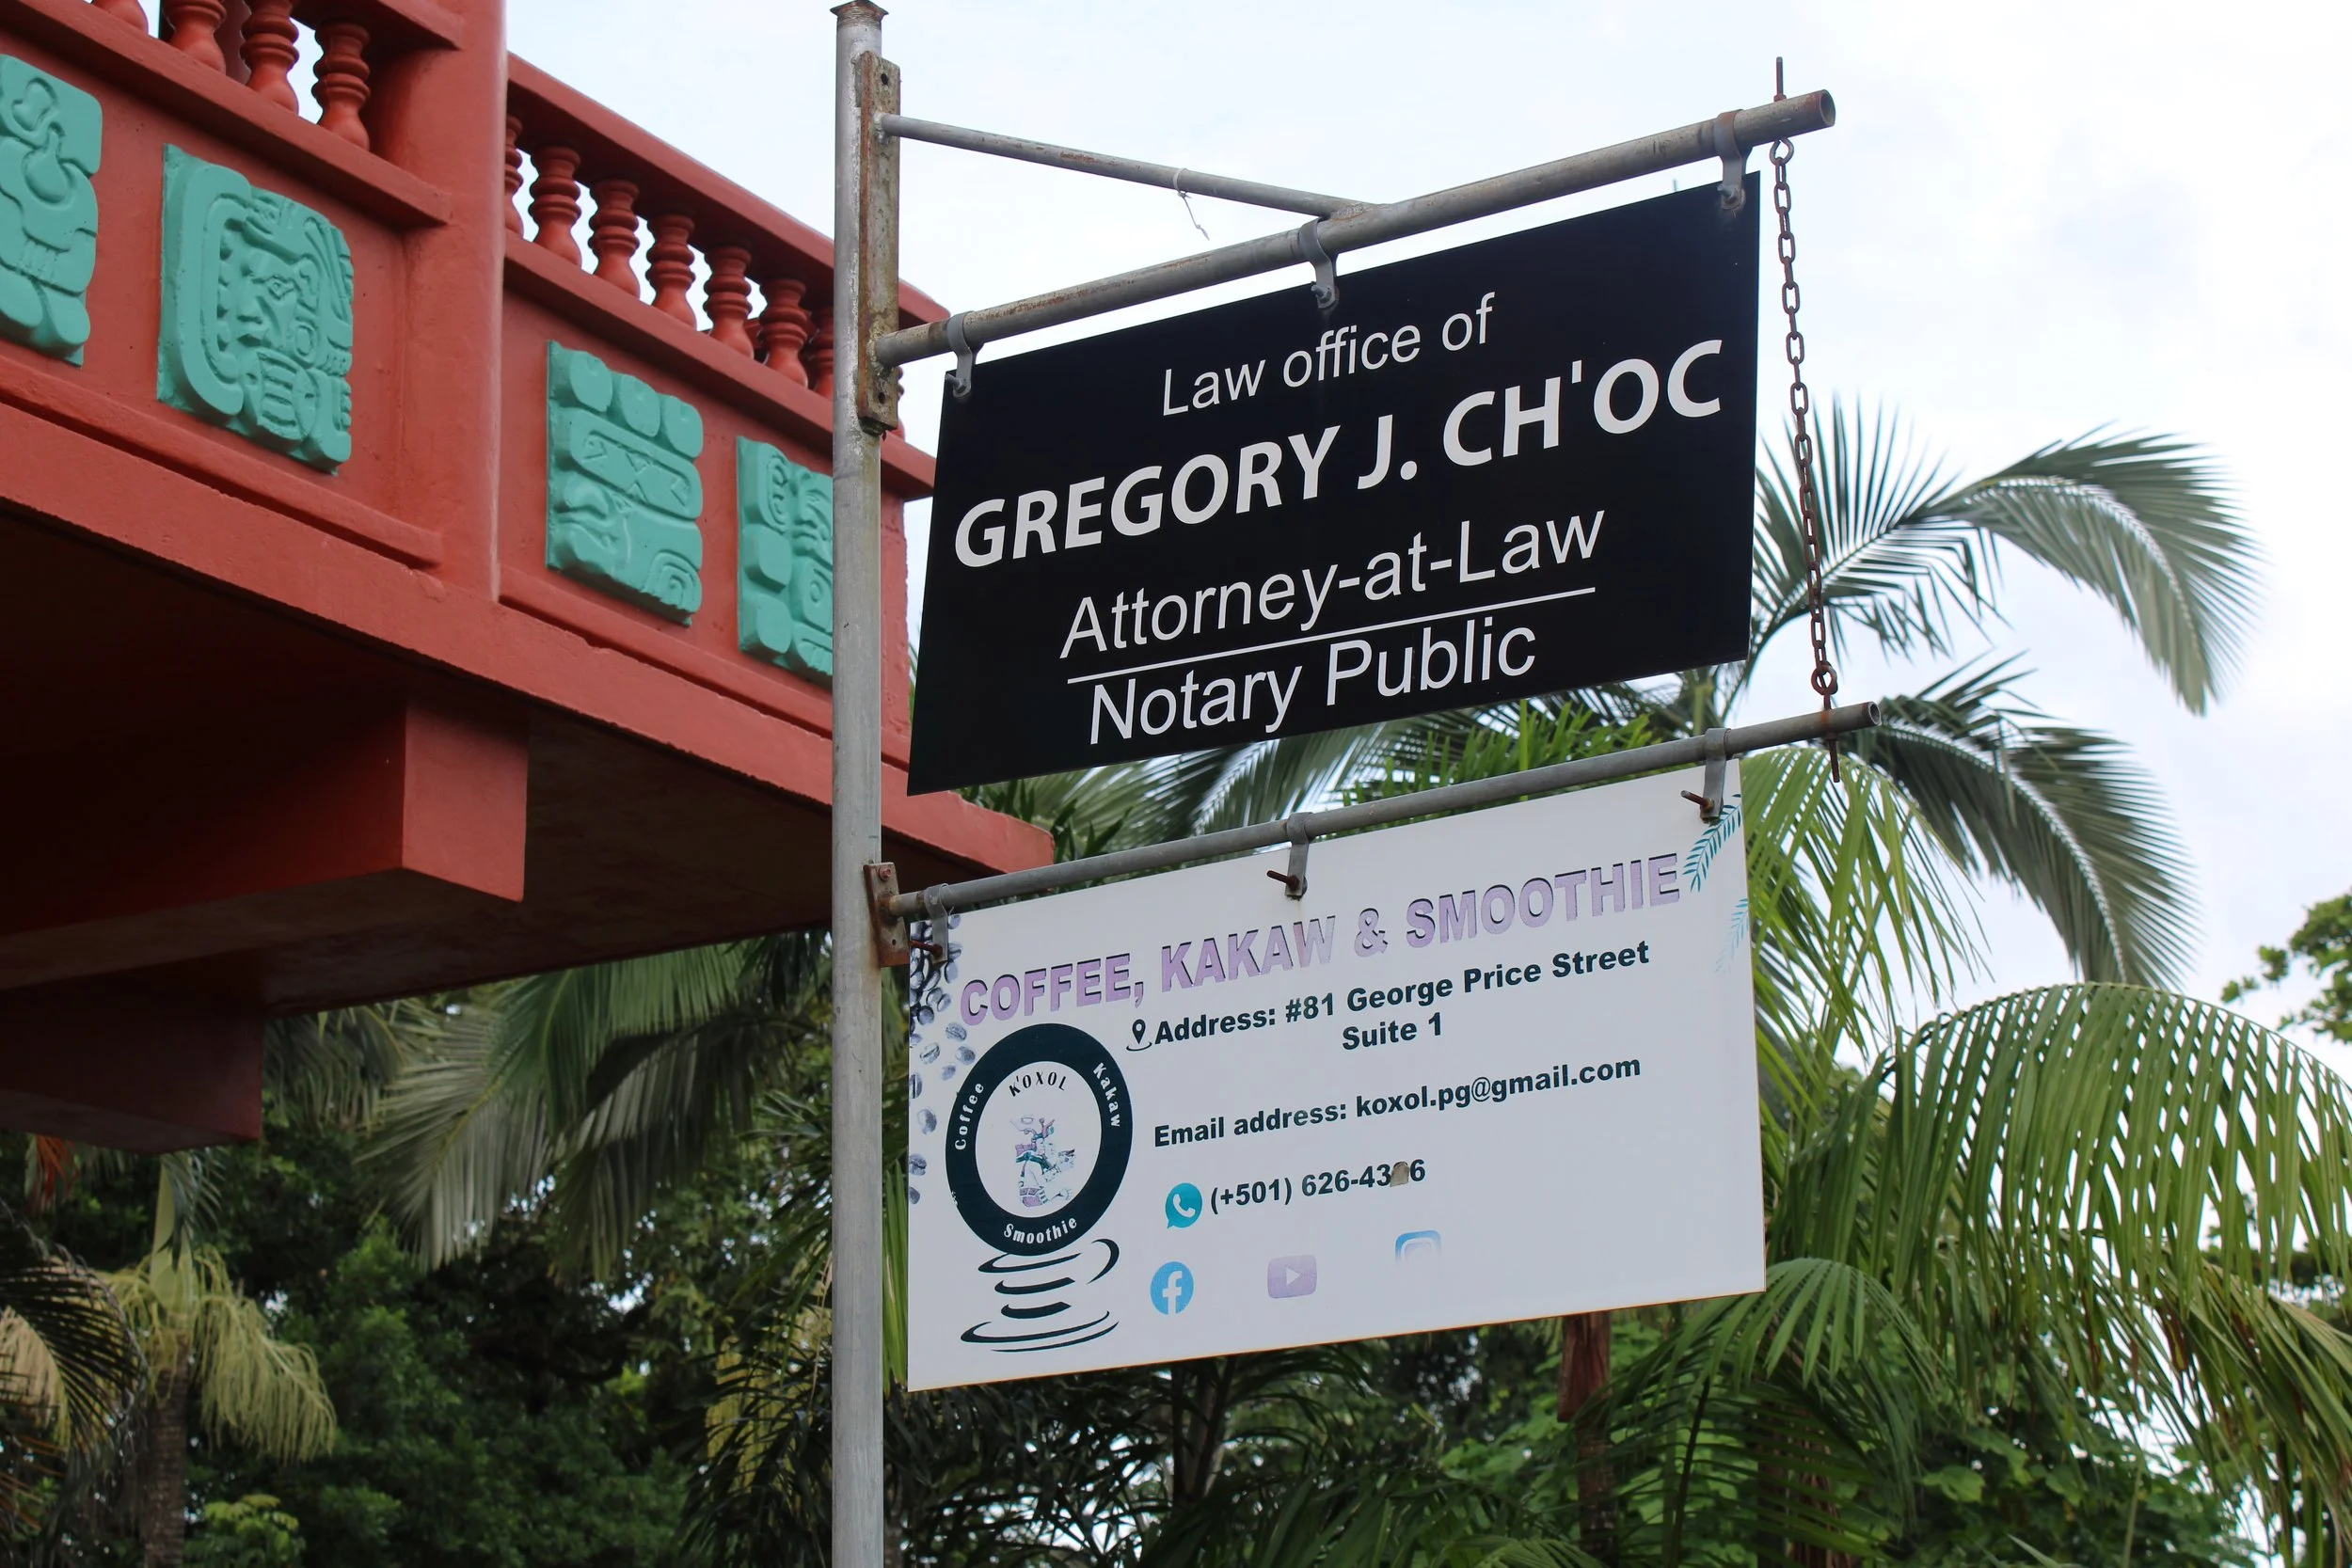 Law office of
GREGORY J. CH'OC
Attorney-at-Law
Notary Public
COFFEE, KAKAW & SMOOTHIE
Address: #81 George Price Street
Suite 1
Email address: koxol.pg@gmail.com
(+501)
K'OXOL
Coffee
Kakaw
Smoothie